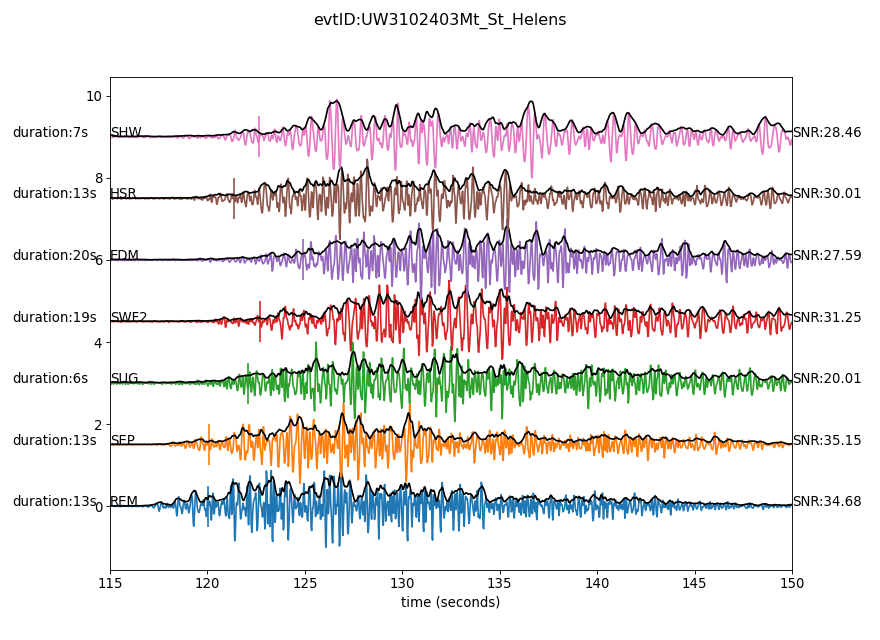 evtID:UW3102403Mt_St_Helens
10
duration:7s SHW SNR:28.46
8
duration:13s HSR SNR:30.01
duration:20s 6 EDM SNR:27.59
duration:19s SWF2 SNR:31.25
4
duration:6s SUG SNR:20.01
2
duration:13s SEP SNR:35.15
duration:13s 0 REM SNR:34.68
115 120 125 130 135 140 145 150
time (seconds)